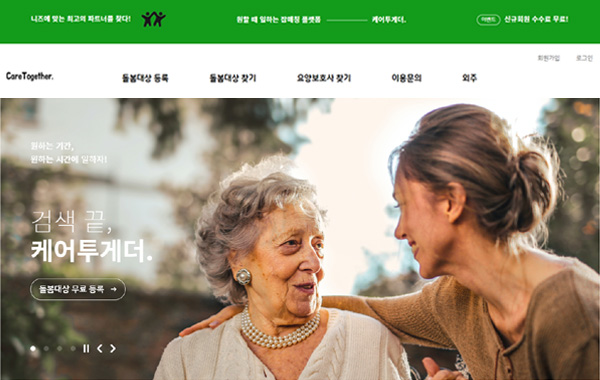 니즈에 맞는 최고의 파트너를 찾다!
원할 때 일하는 잡매칭 플랫폼 케어투게더.
이벤트 신규회원 수수료 무료!
회원가입 로그인
CareTogether.
돌봄대상 등록 돌봄대상 찾기 요양보호사 찾기 이용문의 외주
원하는 기간,
원하는 시간에 일하자!
검색 끝,
케어투게더.
돌봄대상 무료 등록 →